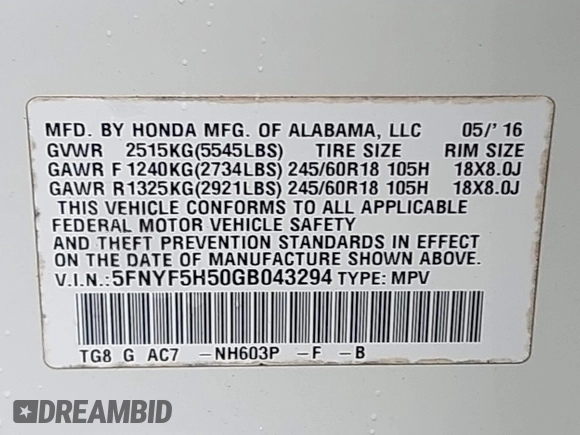 MFD. BY HONDA MFG. OF ALABAMA, LLC 05/' 16
GVWR 2515KG(5545LBS) TIRE SIZE RIM SIZE
GAWR F 1240KG(2734LBS) 245/60R18 105H 18X8.0J
GAWR R1325KG(2921LBS) 245/60R18 105H 18X8.0J
THIS VEHICLE CONFORMS TO ALL APPLICABLE
FEDERAL MOTOR VEHICLE SAFETY
AND THEFT PREVENTION STANDARDS IN EFFECT
ON THE DATE OF MANUFACTURE SHOWN ABOVE.
V.I.N.:5FNYF5H50GB043294 TYPE: MPV
TG8 G AC7 -NH603P -F -B
DREAMBID